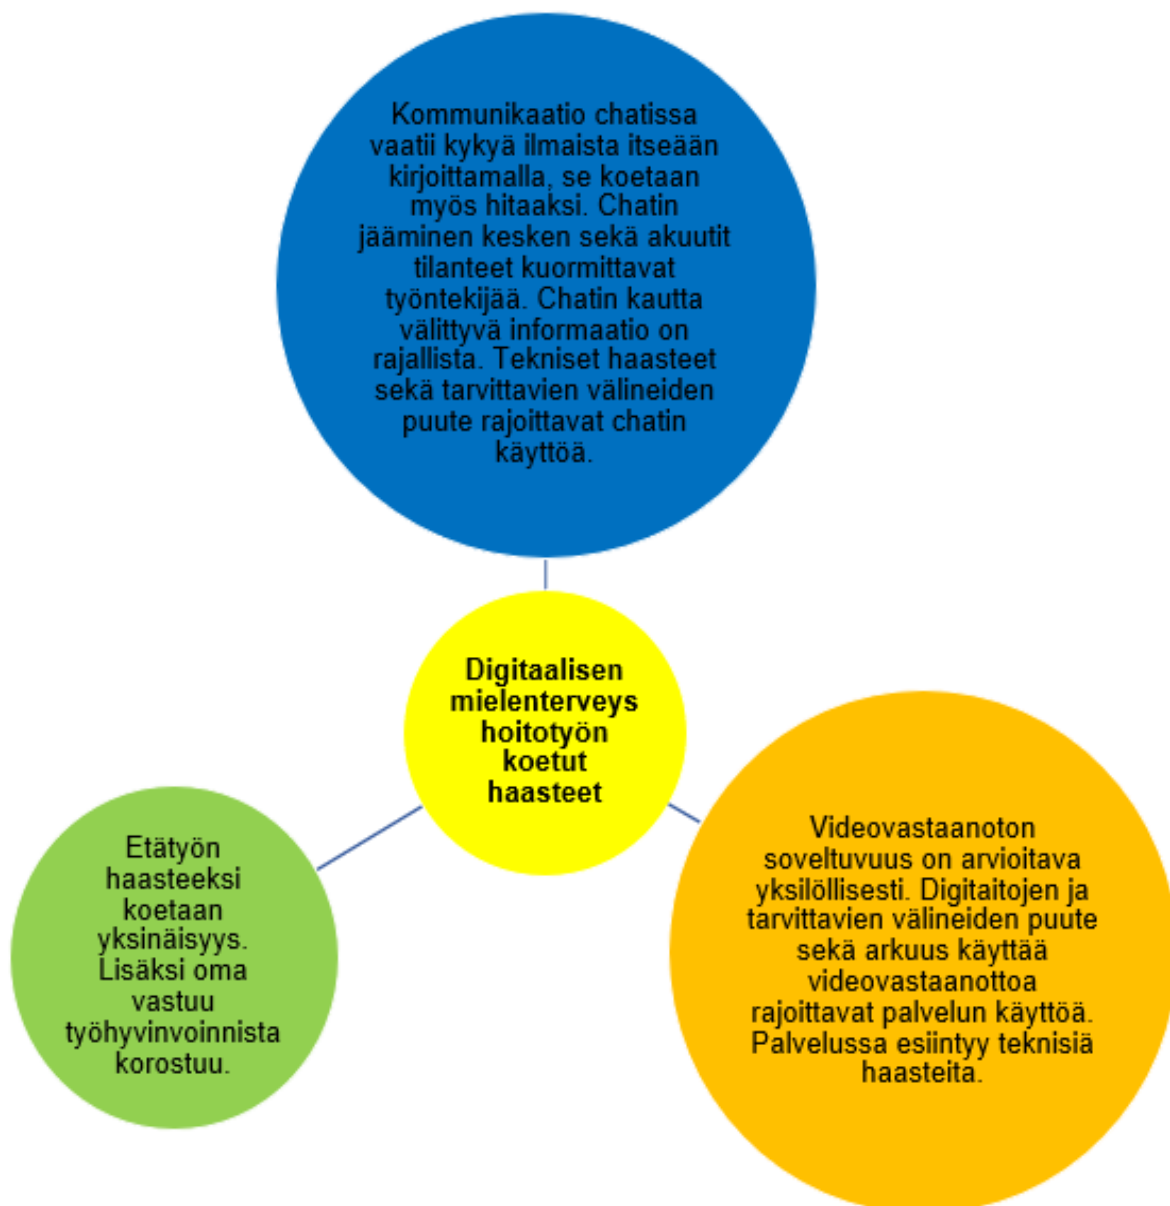 Kommunikaatio chatissa
vaatii kykyä ilmaista itseään
kirjoittamalla, se koetaan
myös hitaaksi. Chatin
jääminen kesken sekä akuutit
tilanteet kuormittavat
työntekijää. Chatin kautta
välittyvä informaatio on
rajallista. Tekniset haasteet
sekä tarvittavien välineiden
puute rajoittavat chatin
käyttöä.
Digitaalisen
mielenterveys
hoitotyön
koetut
haasteet
Etätyön
haasteeksi
koetaan
yksinäisyys.
Lisäksi oma
vastuu
työhyvinvoinnista
korostuu.
Videovastaanoton
soveltuvuus on arvioitava
yksilöllisesti. Digitaitojen ja
tarvittavien välineiden puute
sekä arkuus käyttää
videovastaanottoa
rajoittavat palvelun käyttöä.
Palvelussa esiintyy teknisiä
haasteita.